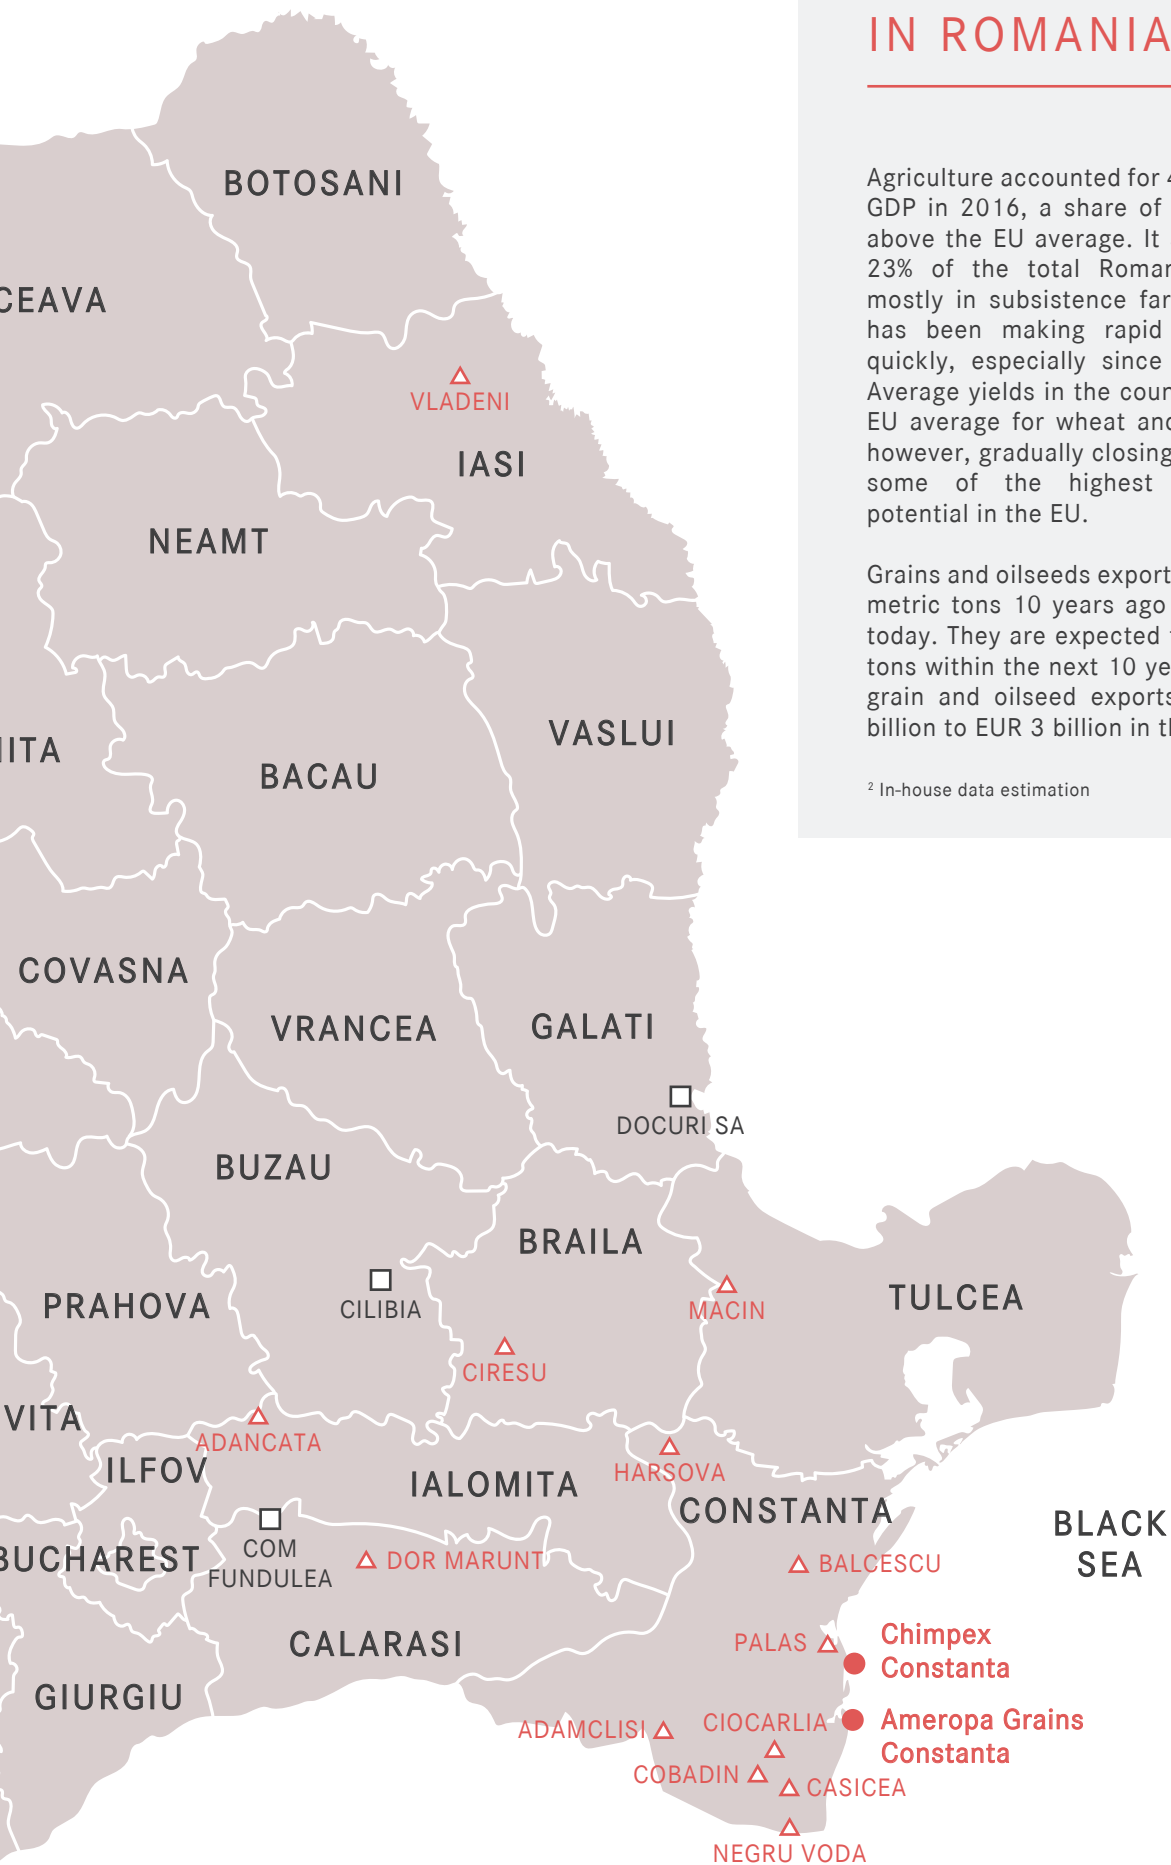 IN ROMANIA
Agriculture accounted for
GDP in 2016, a share of
above the EU average. It
23% of the total
mostly in subsistence
has been making rapid
quickly, especially since
Average yields in the
EU average for wheat
however, gradually closing
some of the highest
potential in the EU.
Grains and oilseeds
metric tons 10 years ago
today. They are expected
tons within the next 10
grain and oilseed exports
billion to EUR 3 billion in
² In-house data estimation
BOTOSANI
CEAVA
VLADENI
IASI
NEAMT
VASLUI
ITA
BACAU
COVASNA
VRANCEA
GALATI
DOCURI SA
BUZAU
BRAILA
CILIBIA
PRAHOVA
MACIN
TULCEA
CIRESU
VITA
ADANCATA
ILFOV
IALOMITA
HARSOVA
CONSTANTA
BLACK
SEA
BUCHAREST
COM
FUNDULEA
DOR MARUNT
BALCESCU
CALARASI
PALAS
Chimpex
Constanta
GIURGIU
ADAMCLISI
CIOCARLIA
Ameropa Grains
Constanta
COBADIN
CASICEA
NEGRU VODA